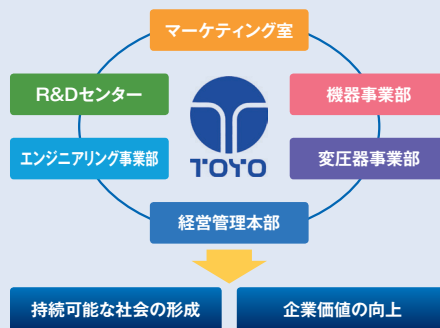 マーケティング室
R&Dセンター
機器事業部
TOYO
エンジニアリング事業部
変圧器事業部
経営管理本部
持続可能な社会の形成
企業価値の向上